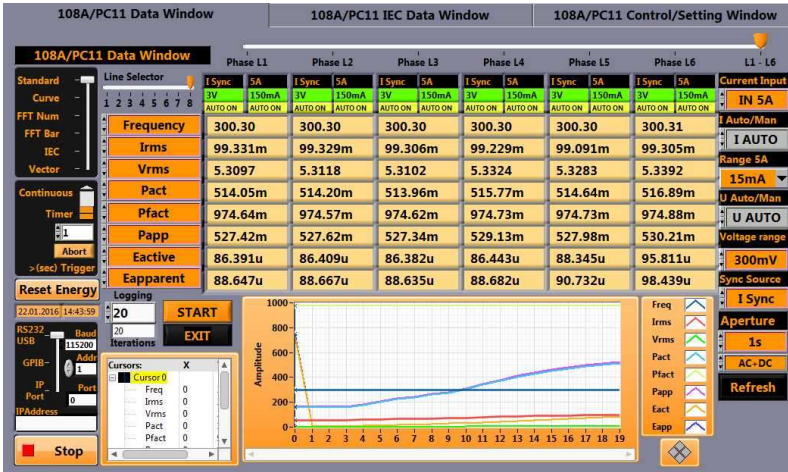 108A/PC11 Data Window 108A/PC11 IEC Data Window 108A/PC11 Control/Setting Window
108A/PC11 Data Window
Phase L1 Phase L2 Phase L3 Phase L4 Phase L5 Phase L6 L1 - L6
Standard
Curve
FFT Num
FFT Bar
IEC
Vector
Line Selector
1 2 3 4 5 6 7 8
I Sync 5A I Sync 5A I Sync 5A I Sync 5A I Sync 5A I Sync 5A
3V 150mA 3V 150mA 3V 150mA 3V 150mA 3V 150mA 3V 150mA
AUTO ON AUTO ON AUTO ON AUTO ON AUTO ON AUTO ON AUTO ON AUTO ON AUTO ON AUTO ON AUTO ON AUTO ON
Frequency 300.30 300.30 300.30 300.30 300.30 300.31
Irms 99.331m 99.329m 99.306m 99.229m 99.091m 99.305m
Vrms 5.3097 5.3118 5.3102 5.3324 5.3283 5.3392
Pact 514.05m 514.20m 513.96m 515.77m 514.64m 516.89m
Pfact 974.64m 974.57m 974.62m 974.73m 974.73m 974.88m
Papp 527.42m 527.62m 527.34m 529.13m 527.98m 530.21m
Eactive 86.391u 86.409u 86.382u 86.443u 88.345u 95.811u
Eapparent 88.647u 88.667u 88.635u 88.682u 90.732u 98.439u
Current Input
IN 5A
I Auto/Man
I AUTO
Range 5A
15mA
U Auto/Man
U AUTO
Voltage range
300mV
Sync Source
I Sync
Aperture
1s
AC+DC
Refresh
Continuous
Timer
1
Abort
>(sec) Trigger
Reset Energy
22.01.2016 14:43:59
RS232
USB
GPIB
IP
Port
Baud
115200
Addr
1
Port
0
IPAddress
Stop
Logging
20
20
Iterations
START
EXIT
Cursors: X
Cursor 0
Freq 0
Irms 0
Vrms 0
Pact 0
Pfact 0
Amplitude
1000
800
600
400
200
0
0 1 2 3 4 5 6 7 8 9 10 11 12 13 14 15 16 17 18 19
Freq
Irms
Vrms
Pact
Pfact
Papp
Eact
Eapp